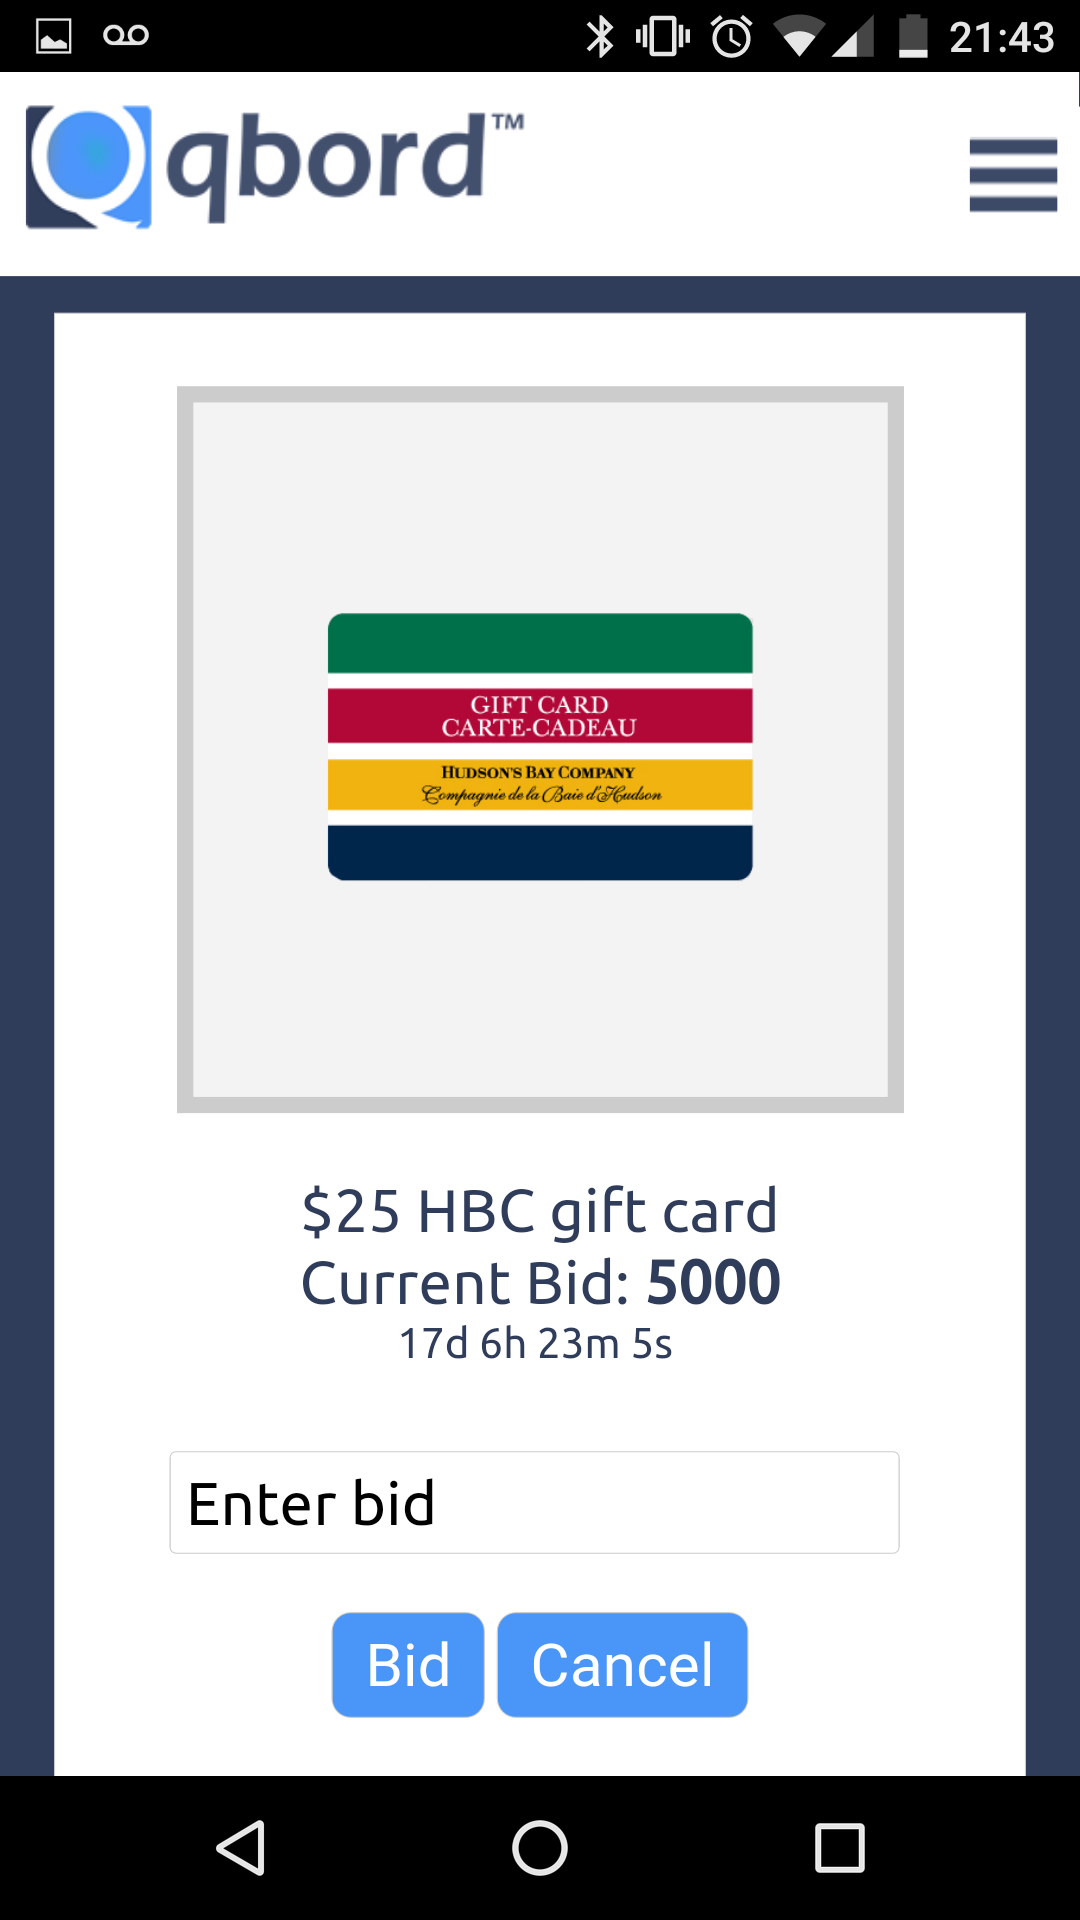 21:43
qbord™
GIFT CARD
CARTE-CADEAU
HUDSON'S BAY COMPANY
Compagnie de la Baie d'Hudson
$25 HBC gift card
Current Bid: 5000
17d 6h 23m 5s
Enter bid
Bid Cancel